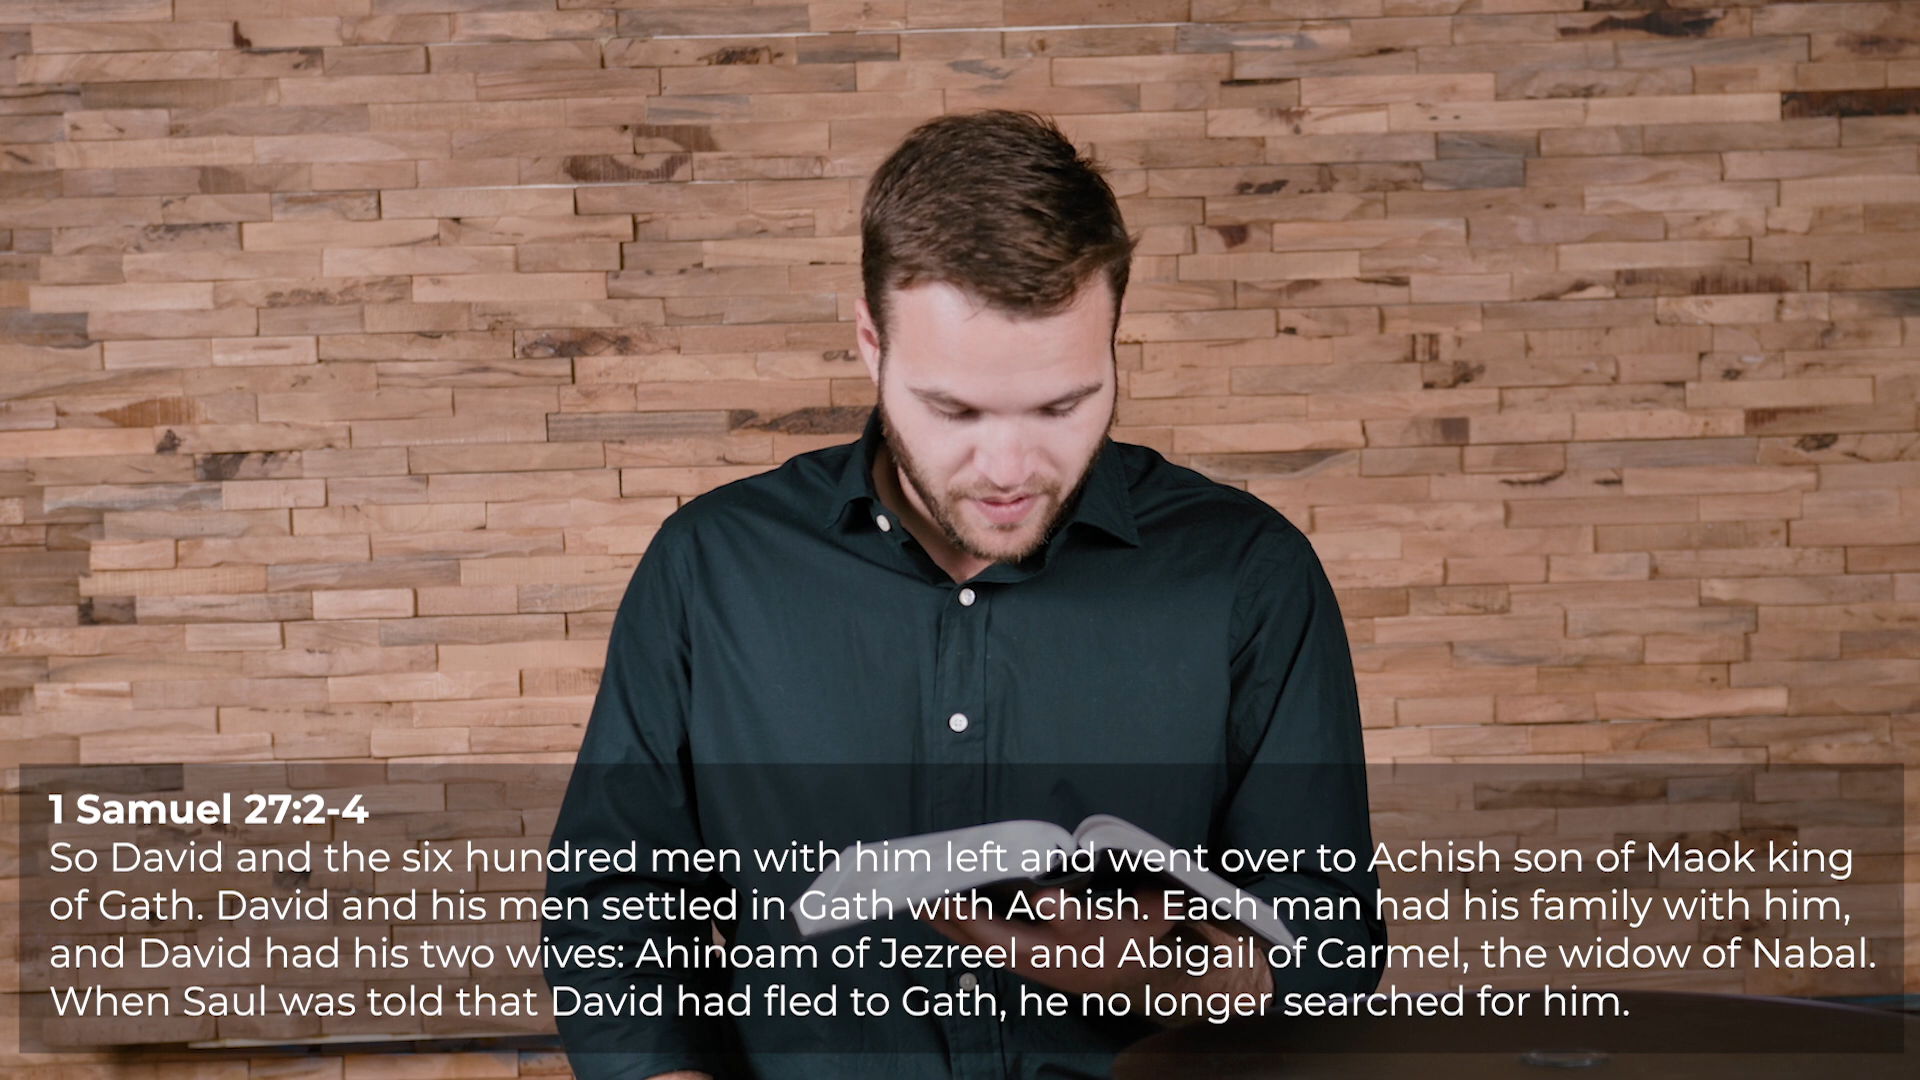 1 Samuel 27:2-4
So David and the six hundred men with him left and went over to Achish son of Maok king
of Gath. David and his men settled in Gath with Achish. Each man had his family with him,
and David had his two wives: Ahinoam of Jezreel and Abigail of Carmel, the widow of Nabal.
When Saul was told that David had fled to Gath, he no longer searched for him.